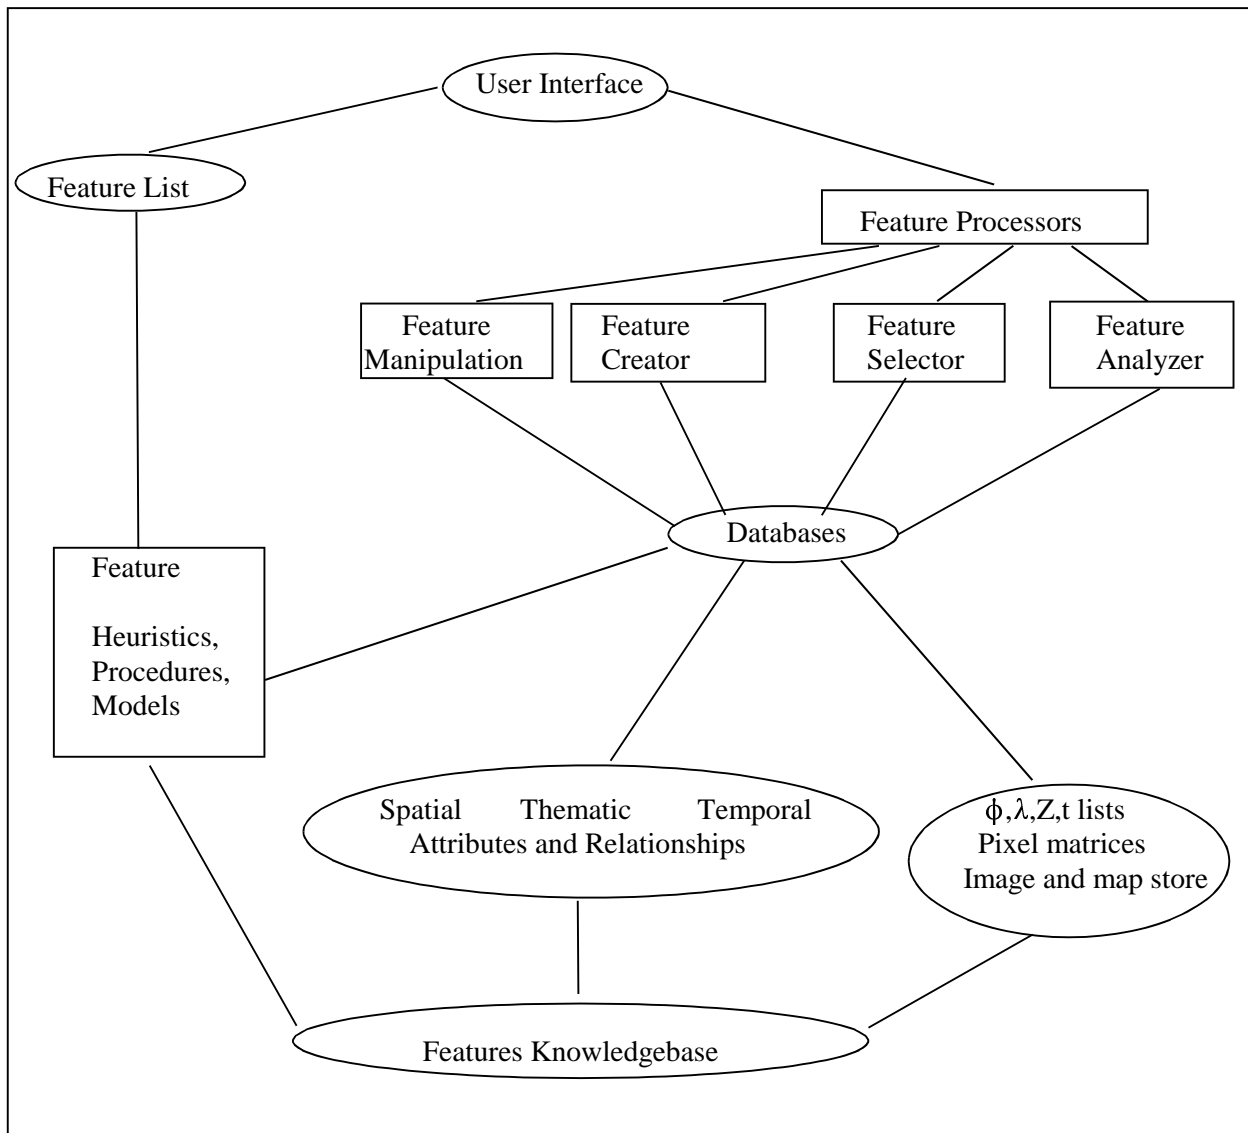 User Interface
Feature List
Feature Processors
Feature
Manipulation
Feature
Creator
Feature
Selector
Feature
Analyzer
Databases
Feature
Heuristics,
Procedures,
Models
Spatial Thematic Temporal
Attributes and Relationships
ϕ,λ,Z,t lists
Pixel matrices
Image and map store
Features Knowledgebase